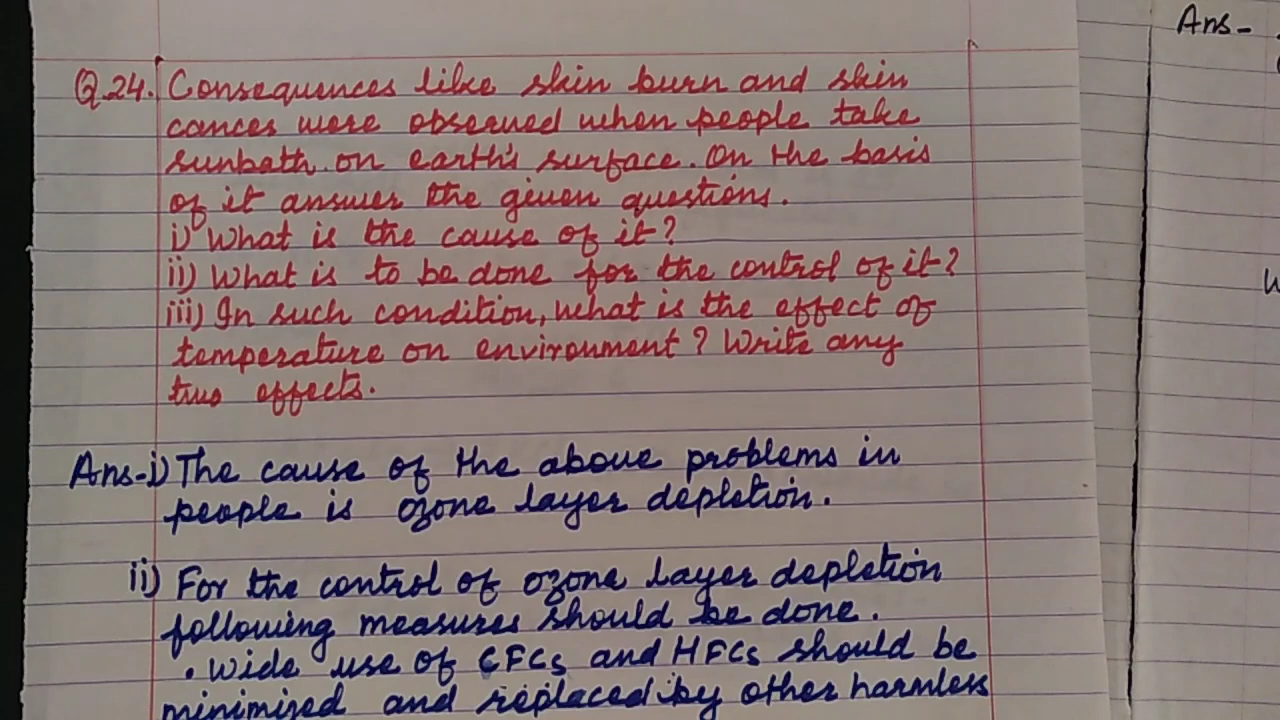 Q.24. Consequences like skin burn and skin
cancer were observed when people take
sunbath on earth's surface. On the basis
of it answer the given questions.
i) What is the cause of it?
ii) What is to be done for the control of it?
iii) In such condition, what is the effect of
temperature on environment? Write any
two effects.
Ans-i) The cause of the above problems in
people is ozone layer depletion.
ii) For the control of ozone layer depletion
following measures should be done.
• Wide use of CFCs and HFCs should be
minimized and replaced by other harmless
Ans-